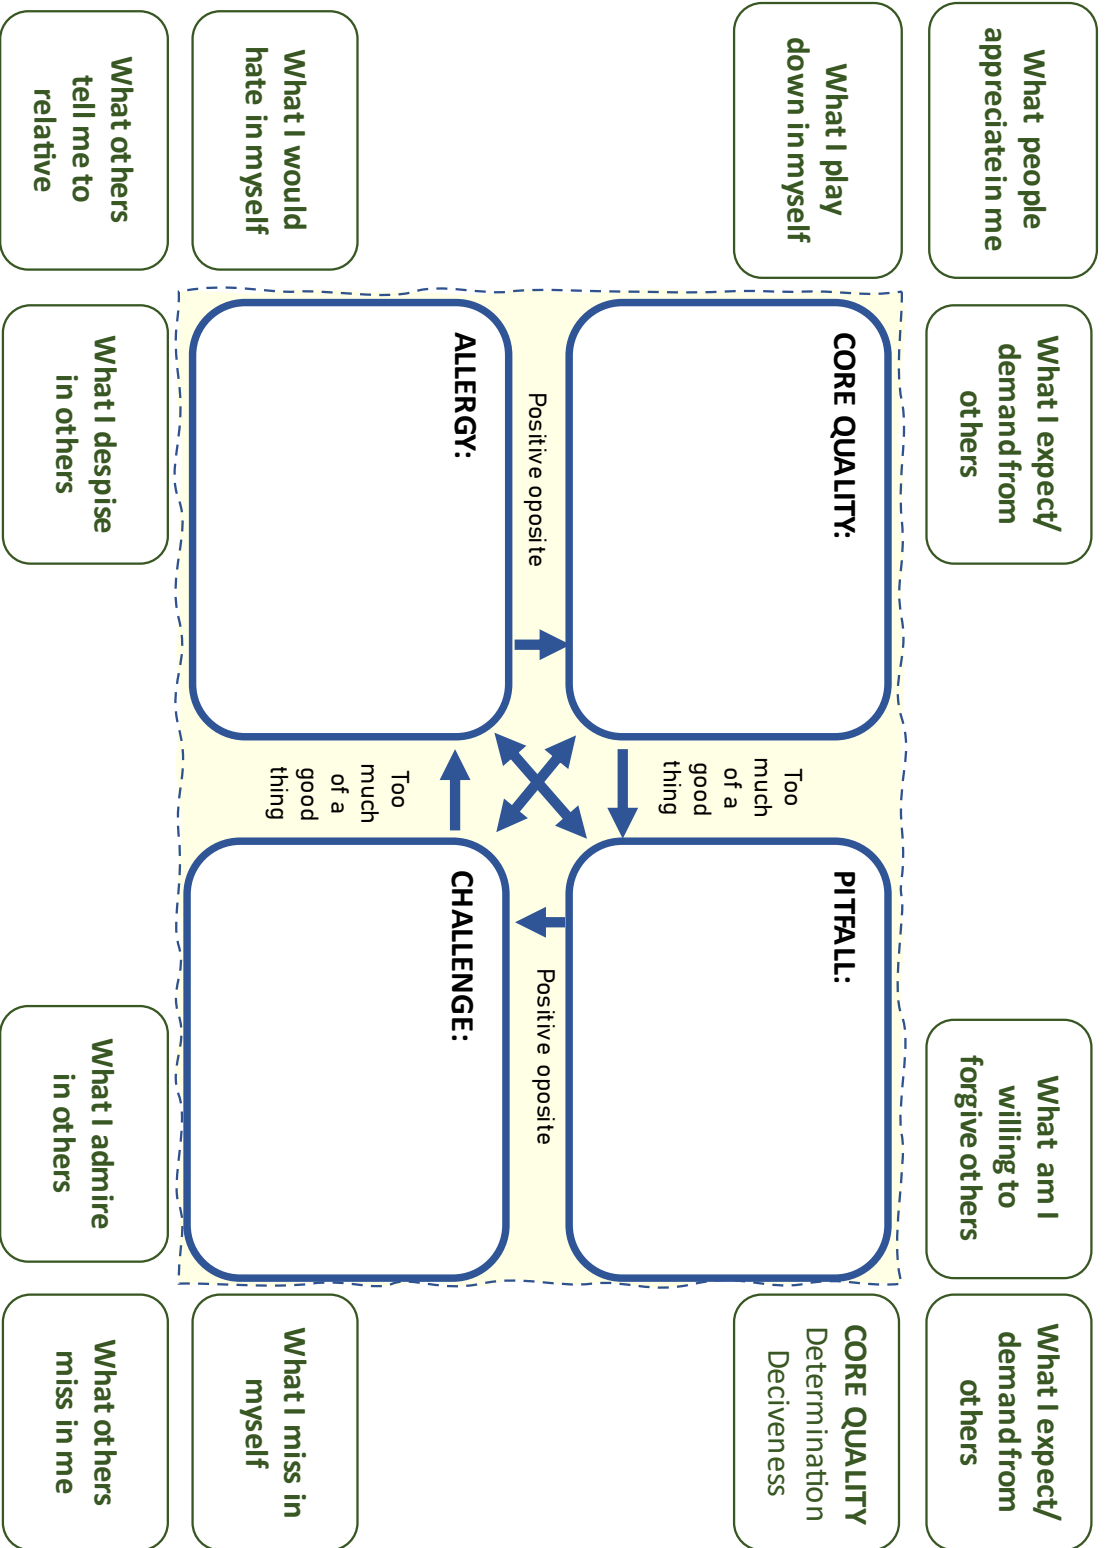 What people
appreciate in me
What I expect/
demand from
others
What am I
willing to
forgive others
What I expect/
demand from
others
What I play
down in myself
CORE QUALITY:
Too
much
of a
good
thing
PITFALL:
CORE QUALITY
Determination
Deciveness
Positive oposite
Positive oposite
What I would
hate in myself
ALLERGY:
Too
much
of a
good
thing
CHALLENGE:
What I miss in
myself
What others
tell me to
relative
What I despise
in others
What I admire
in others
What others
miss in me